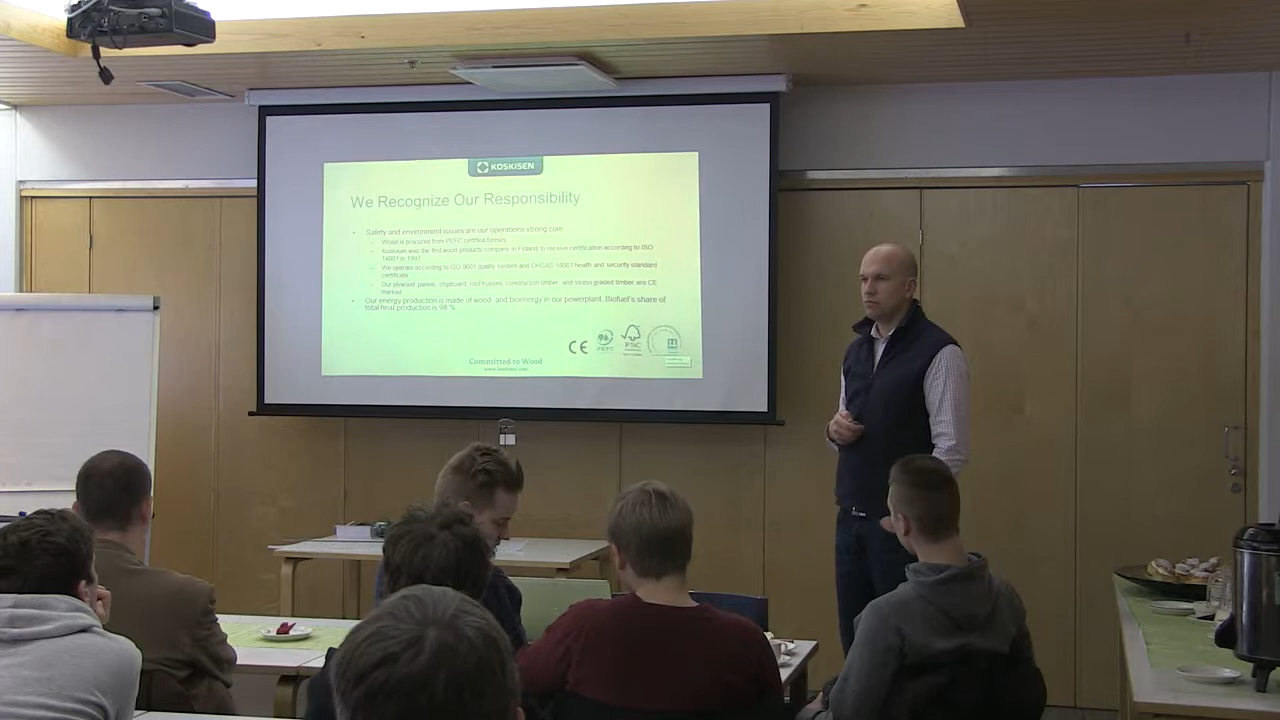 KOSKISEN
We Recognize Our Responsibility
• Safety and environment issues are our operations strong core
– Wood is procured from PEFC certified forests
– Koskisen was the first wood products company in Finland to receive certification according to ISO
14001 in 1997
– We operate according to ISO 9001 quality system and OHSAS 18001 health and security standard
certificate
– Our plywood panels, chipboard, roof trusses, construction timber and stress graded timber are CE
marked
• Our energy production is made of wood- and bioenergy in our powerplant. Biofuel's share of
total heat production is 98 %
CE
PEFC
FSC
Committed to Wood
www.koskisen.com